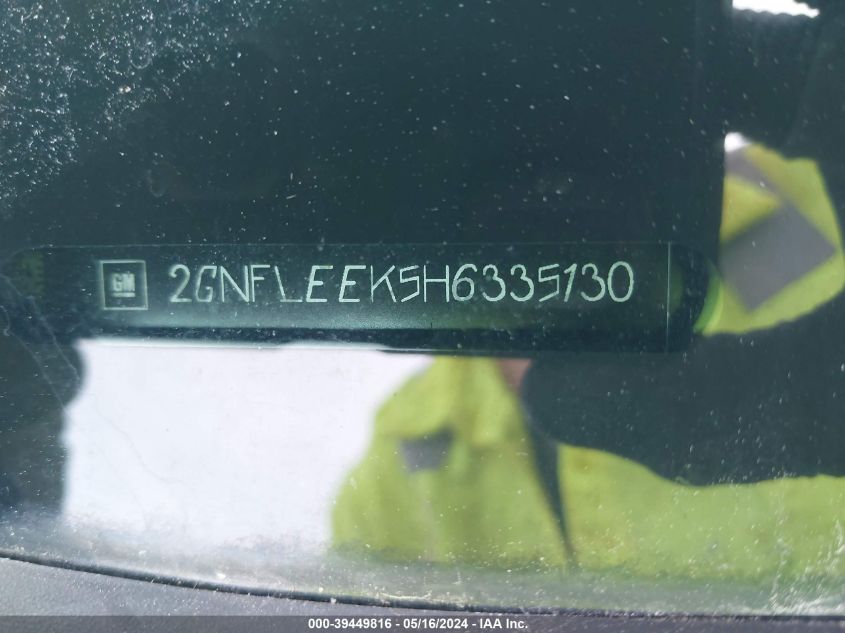 GM 2GNFLEEK5H6335130
000-39449816 - 05/16/2024 - IAA Inc.